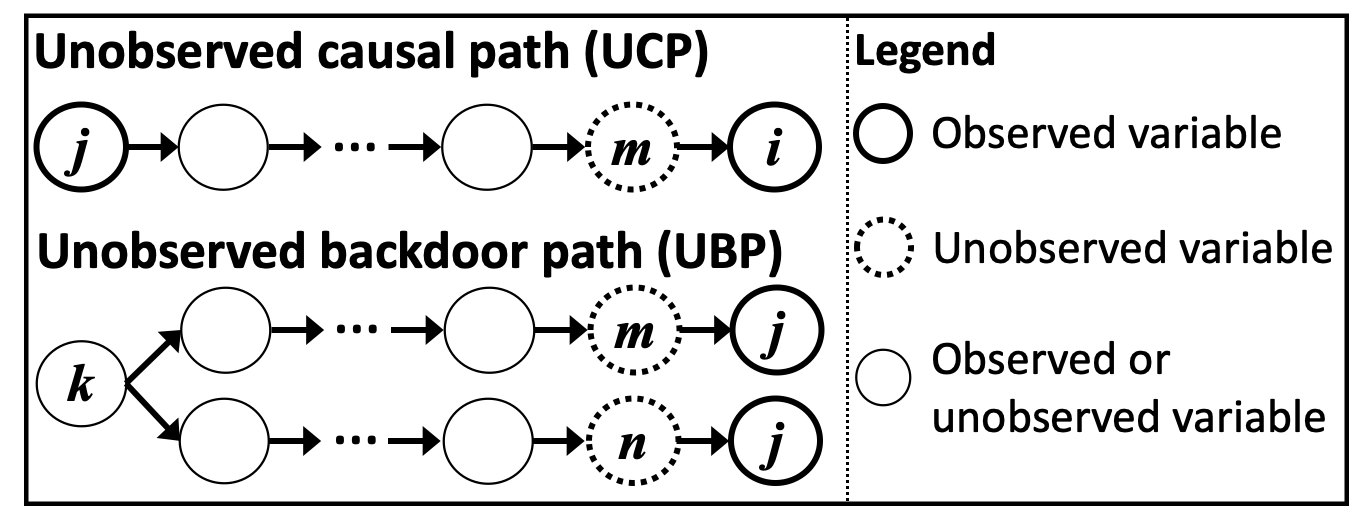 Unobserved causal path (UCP)
j ... m i
Unobserved backdoor path (UBP)
... m j
k
... n j
Legend
Observed variable
Unobserved variable
Observed or
unobserved variable